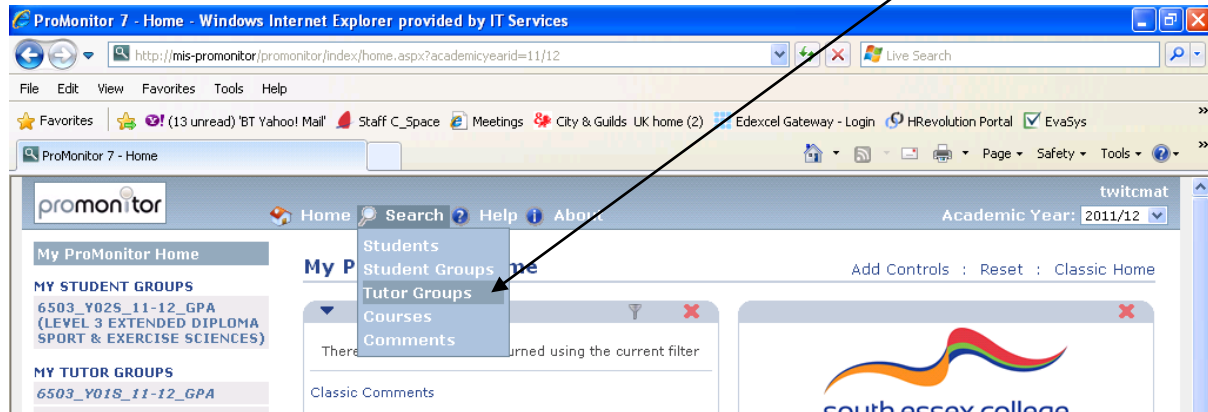 ProMonitor 7 - Home - Windows Internet Explorer provided by IT Services
http://mis-promonitor/promonitor/index/home.aspx?academicyearid=11/12
Live Search
File Edit View Favorites Tools Help
Favorites (13 unread) 'BT Yahoo! Mail' Staff C_Space Meetings City & Guilds UK home (2) Edexcel Gateway - Login HRevolution Portal EvaSys »
ProMonitor 7 - Home Page Safety Tools »
promonitor
twitcmat
Home Search Help About
Academic Year: 2011/12
My ProMonitor Home
Students
My P me
Student Groups
Add Controls : Reset : Classic Home
MY STUDENT GROUPS
Tutor Groups
6503_Y02S_11-12_GPA
(LEVEL 3 EXTENDED DIPLOMA
SPORT & EXERCISE SCIENCES)
Courses
Comments
There urned using the current filter
MY TUTOR GROUPS
6503_Y01S_11-12_GPA
Classic Comments
south essex college